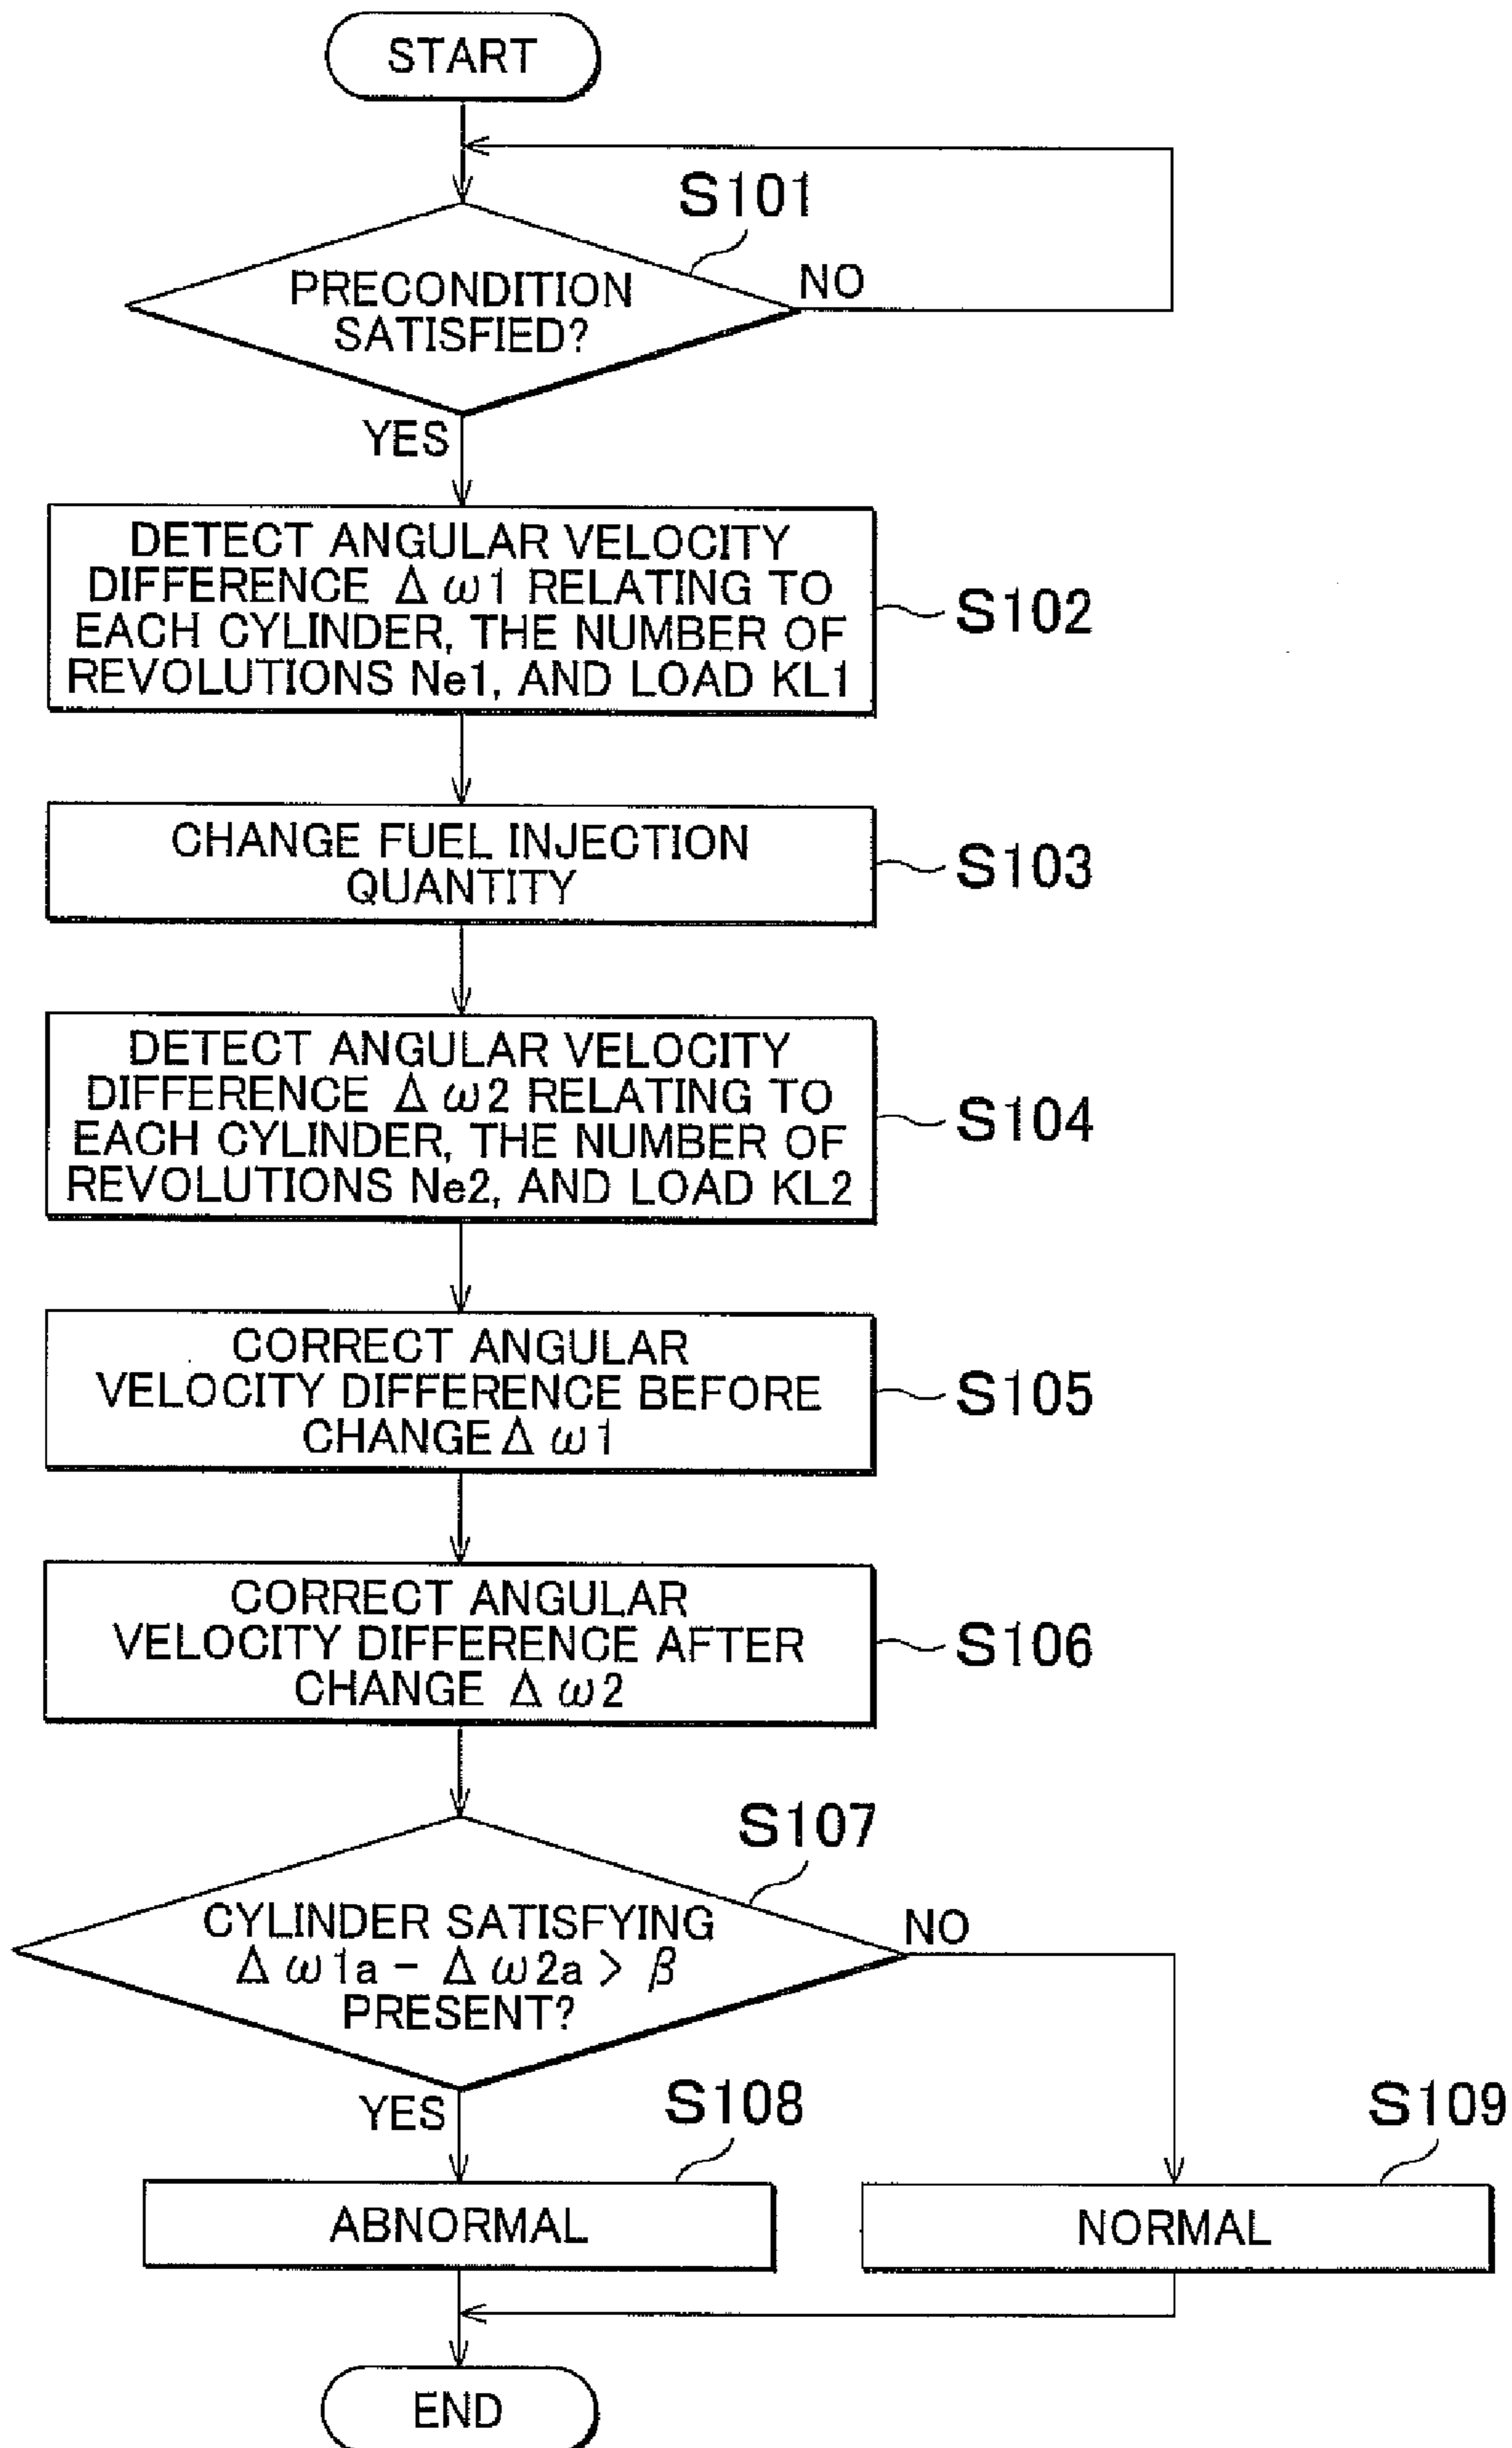 START
S101
PRECONDITION
SATISFIED?
NO
YES
DETECT ANGULAR VELOCITY
DIFFERENCE Δω1 RELATING TO
EACH CYLINDER, THE NUMBER OF
REVOLUTIONS Ne1, AND LOAD KL1
S102
CHANGE FUEL INJECTION
QUANTITY
S103
DETECT ANGULAR VELOCITY
DIFFERENCE Δω2 RELATING TO
EACH CYLINDER, THE NUMBER OF
REVOLUTIONS Ne2, AND LOAD KL2
S104
CORRECT ANGULAR
VELOCITY DIFFERENCE BEFORE
CHANGE Δω1
S105
CORRECT ANGULAR
VELOCITY DIFFERENCE AFTER
CHANGE Δω2
S106
S107
CYLINDER SATISFYING
Δω1a - Δω2a > β
PRESENT?
NO
YES
S108
ABNORMAL
S109
NORMAL
END